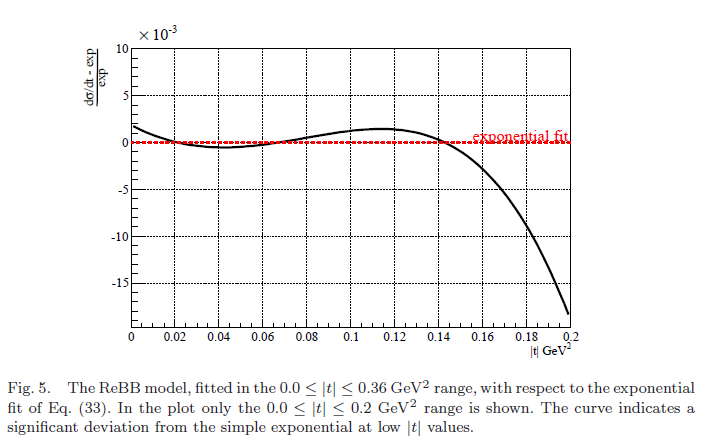 × 10-3
dσ/dt - exp
exp
10
5
0
-5
-10
-15
exponential fit
0 0.02 0.04 0.06 0.08 0.1 0.12 0.14 0.16 0.18 0.2
|t| GeV2
Fig. 5. The ReBB model, fitted in the 0.0 ≤ |t| ≤ 0.36 GeV2 range, with respect to the exponential
fit of Eq. (33). In the plot only the 0.0 ≤ |t| ≤ 0.2 GeV2 range is shown. The curve indicates a
significant deviation from the simple exponential at low |t| values.